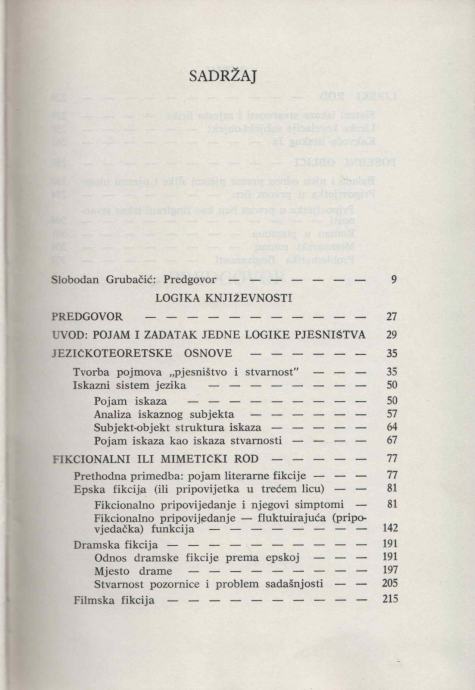 SADRŽAJ
Slobodan Grubačić: Predgovor — — — — — — — 9
LOGIKA KNJIŽEVNOSTI
PREDGOVOR — — — — — — — — — — 27
UVOD: POJAM I ZADATAK JEDNE LOGIKE PJESNIŠTVA 29
JEZIČKOTEORETSKE OSNOVE — — — — — — 35
Tvorba pojmova „pjesništvo i stvarnost" — — — 35
Iskazni sistem jezika — — — — — — — — 50
Pojam iskaza — — — — — — — — — 50
Analiza iskaznog subjekta — — — — — — 57
Subjekt-objekt struktura iskaza — — — — — 64
Pojam iskaza kao iskaza stvarnosti — — — — 67
FIKCIONALNI ILI MIMETIČKI ROD — — — — — 77
Prethodna primedba: pojam literarne fikcije — — 77
Epska fikcija (ili pripovijetka u trećem licu) — — 81
Fikcionalno pripovijedanje i njegovi simptomi — 81
Fikcionalno pripovijedanje — fluktuirajuća (pripo-
vjedačka) funkcija — — — — — — — — 142
Dramska fikcija — — — — — — — — — 191
Odnos dramske fikcije prema epskoj — — — 191
Mjesto drame — — — — — — — — — 197
Stvarnost pozornice i problem sadašnjosti — — 205
Filmska fikcija — — — — — — — — — 215